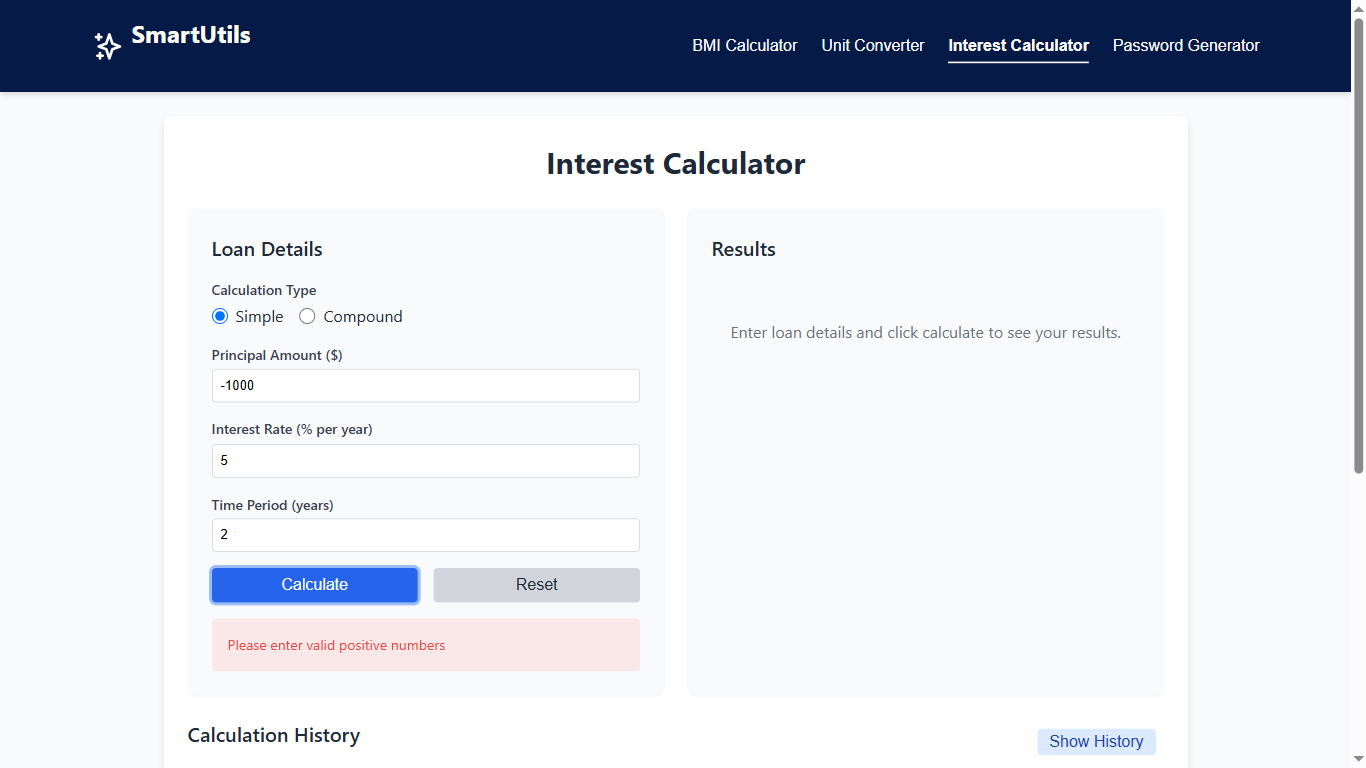 SmartUtils
BMI Calculator Unit Converter Interest Calculator Password Generator
Interest Calculator
Loan Details
Calculation Type
Simple Compound
Principal Amount ($)
-1000
Interest Rate (% per year)
5
Time Period (years)
2
Calculate Reset
Please enter valid positive numbers
Results
Enter loan details and click calculate to see your results.
Calculation History
Show History